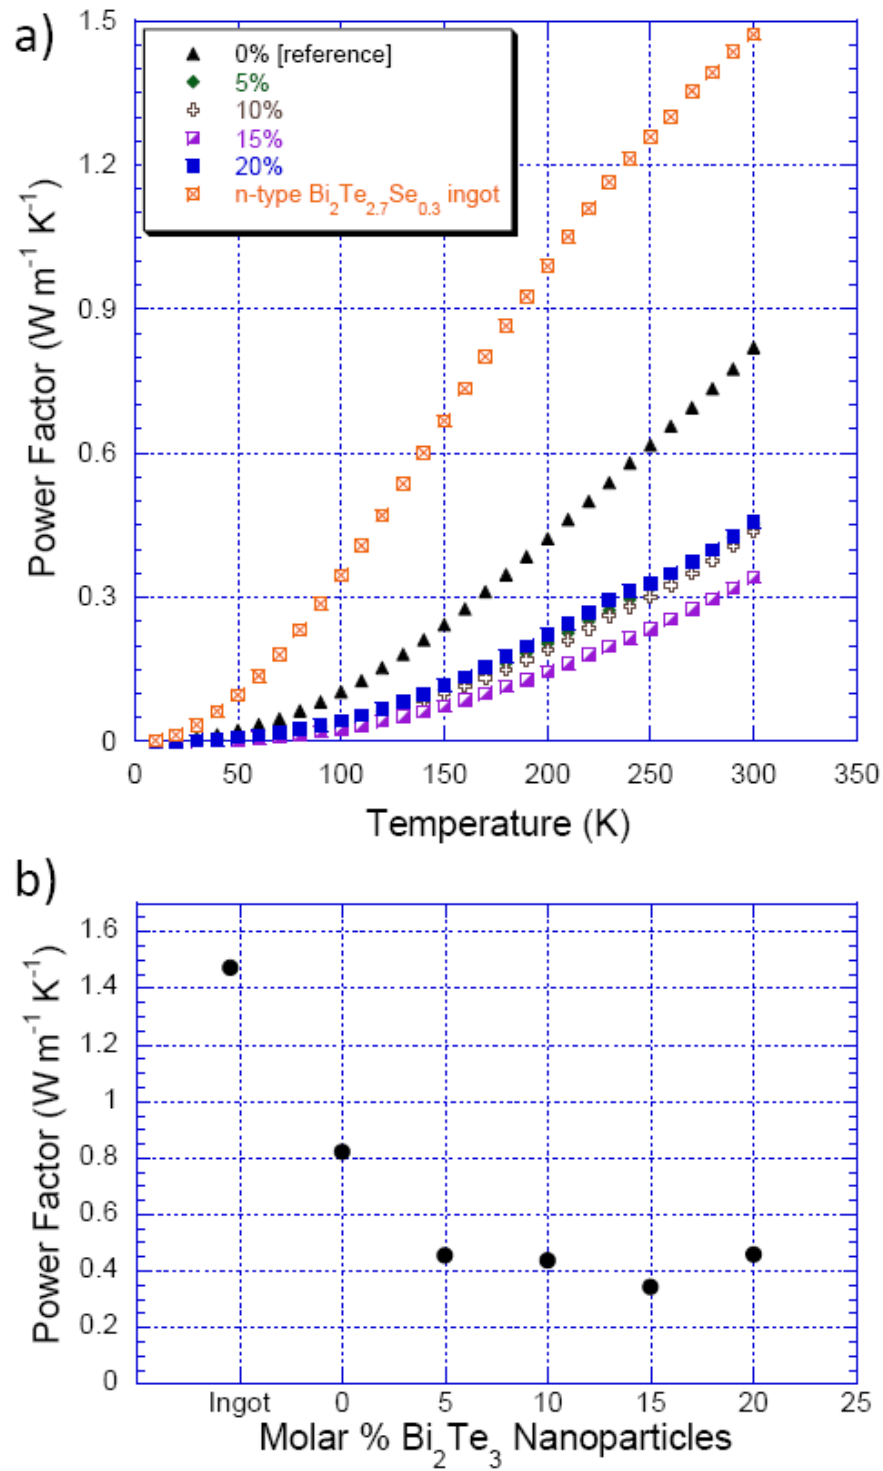 a)
1.5
1.2
0.9
0.6
0.3
0
Power Factor (W m⁻¹ K⁻¹)
0% [reference]
5%
10%
15%
20%
n-type Bi₂Te₂.₇Se₀.₃ ingot
0 50 100 150 200 250 300 350
Temperature (K)
b)
1.6
1.4
1.2
1
0.8
0.6
0.4
0.2
0
Power Factor (W m⁻¹ K⁻¹)
Ingot 0 5 10 15 20 25
Molar % Bi₂Te₃ Nanoparticles